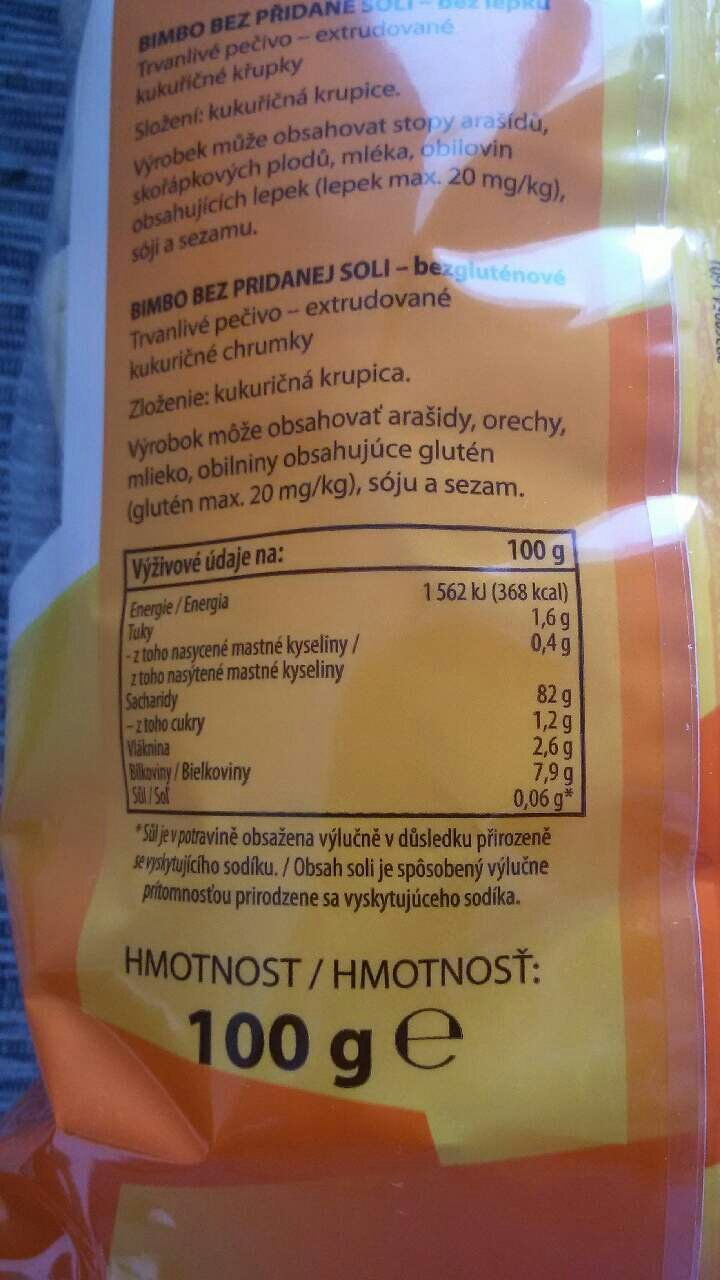 BIMBO BEZ PŘIDANÉ SOLI – bez lepku
Trvanlivé pečivo – extrudované
kukuřičné křupky
Složení: kukuřičná krupice.
Výrobek může obsahovat stopy arašídů,
skořápkových plodů, mléka, obilovin
obsahujících lepek (lepek max. 20 mg/kg),
sóji a sezamu.
BIMBO BEZ PRIDANEJ SOLI – bezgluténové
Trvanlivé pečivo – extrudované
kukuričné chrumky
Zloženie: kukuričná krupica.
Výrobok môže obsahovať arašidy, orechy,
mlieko, obilniny obsahujúce glutén
(glutén max. 20 mg/kg), sóju a sezam.
Výživové údaje na: 100 g
Energie / Energia 1 562 kJ (368 kcal)
Tuky 1,6 g
- z toho nasycené mastné kyseliny / 0,4 g
z toho nasýtené mastné kyseliny
Sacharidy 82 g
– z toho cukry 1,2 g
Vláknina 2,6 g
Bílkoviny / Bielkoviny 7,9 g
Sůl / Soľ 0,06 g*
*Sůl je v potravině obsažena výlučně v důsledku přirozeně
se vyskytujícího sodíku. / Obsah soli je spôsobený výlučne
prítomnosťou prirodzene sa vyskytujúceho sodíka.
HMOTNOST / HMOTNOSŤ:
100 g e